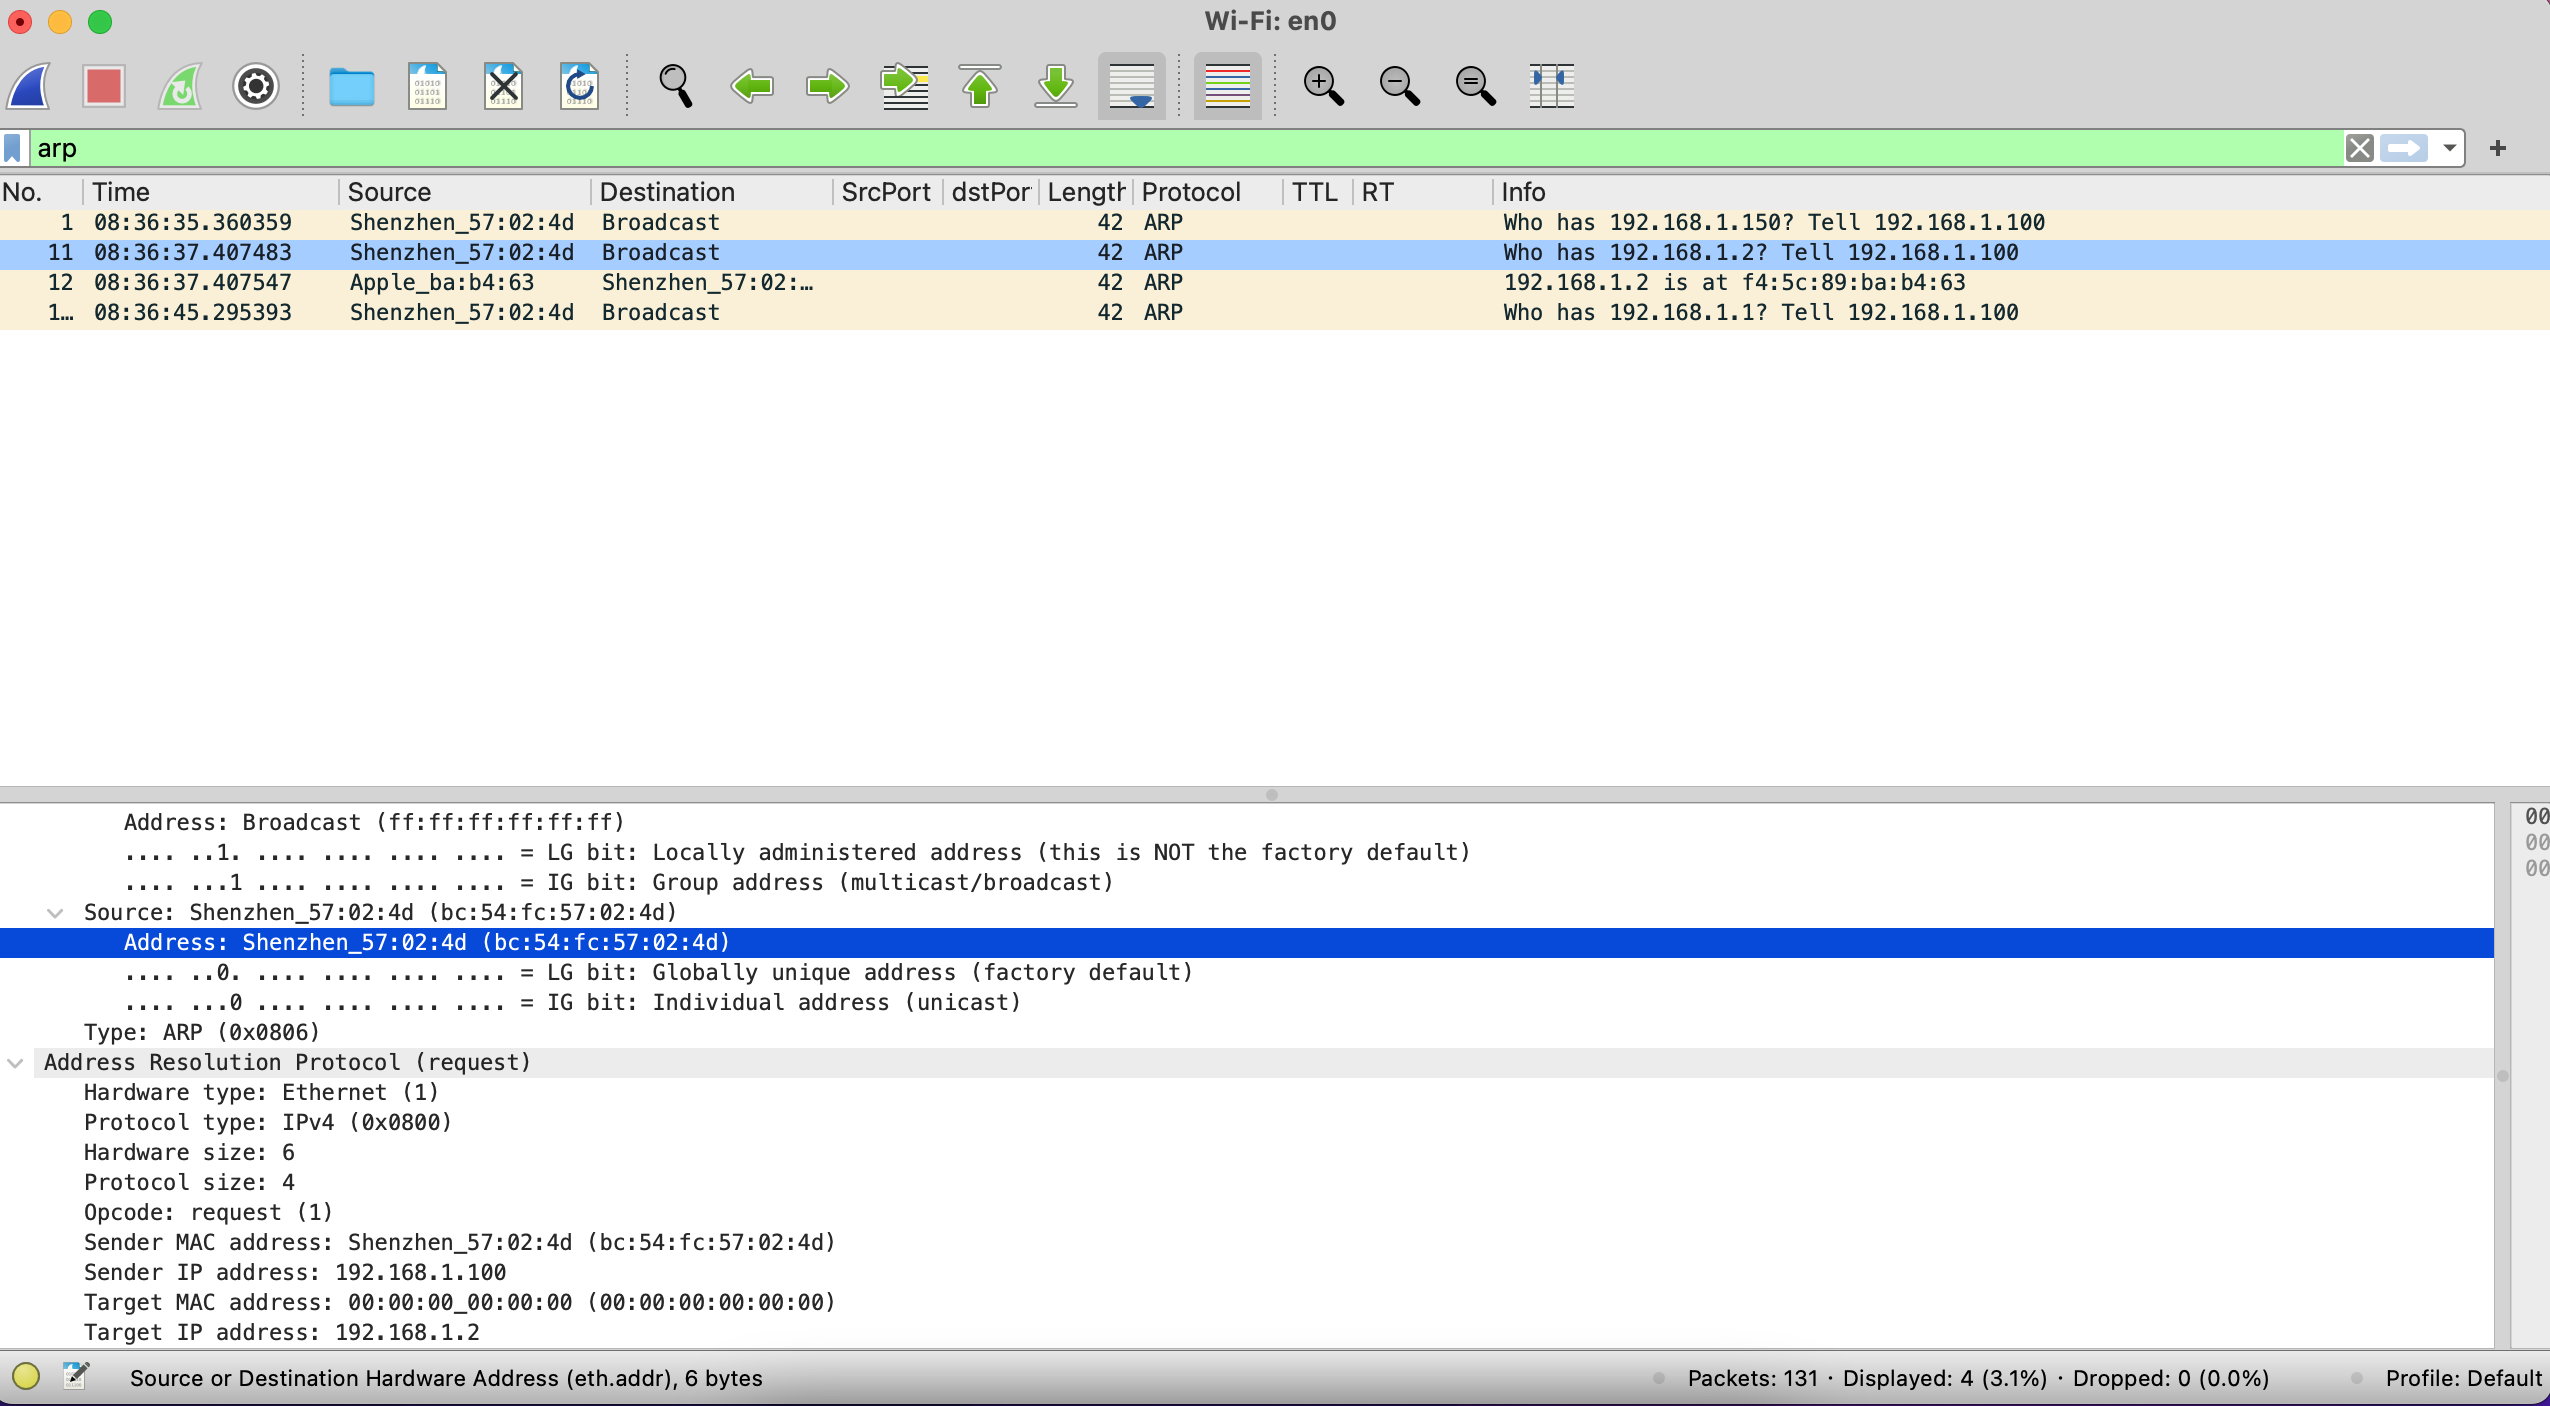 Wi-Fi: en0
arp
No. Time Source Destination SrcPort dstPor Length Protocol TTL RT Info
1 08:36:35.360359 Shenzhen_57:02:4d Broadcast 42 ARP Who has 192.168.1.150? Tell 192.168.1.100
11 08:36:37.407483 Shenzhen_57:02:4d Broadcast 42 ARP Who has 192.168.1.2? Tell 192.168.1.100
12 08:36:37.407547 Apple_ba:b4:63 Shenzhen_57:02:… 42 ARP 192.168.1.2 is at f4:5c:89:ba:b4:63
1… 08:36:45.295393 Shenzhen_57:02:4d Broadcast 42 ARP Who has 192.168.1.1? Tell 192.168.1.100
Address: Broadcast (ff:ff:ff:ff:ff:ff)
.... ..1. .... .... .... .... = LG bit: Locally administered address (this is NOT the factory default)
.... ...1 .... .... .... .... = IG bit: Group address (multicast/broadcast)
Source: Shenzhen_57:02:4d (bc:54:fc:57:02:4d)
Address: Shenzhen_57:02:4d (bc:54:fc:57:02:4d)
.... ..0. .... .... .... .... = LG bit: Globally unique address (factory default)
.... ...0 .... .... .... .... = IG bit: Individual address (unicast)
Type: ARP (0x0806)
Address Resolution Protocol (request)
Hardware type: Ethernet (1)
Protocol type: IPv4 (0x0800)
Hardware size: 6
Protocol size: 4
Opcode: request (1)
Sender MAC address: Shenzhen_57:02:4d (bc:54:fc:57:02:4d)
Sender IP address: 192.168.1.100
Target MAC address: 00:00:00_00:00:00 (00:00:00:00:00:00)
Target IP address: 192.168.1.2
00
00
00
Source or Destination Hardware Address (eth.addr), 6 bytes
Packets: 131 · Displayed: 4 (3.1%) · Dropped: 0 (0.0%)
Profile: Default